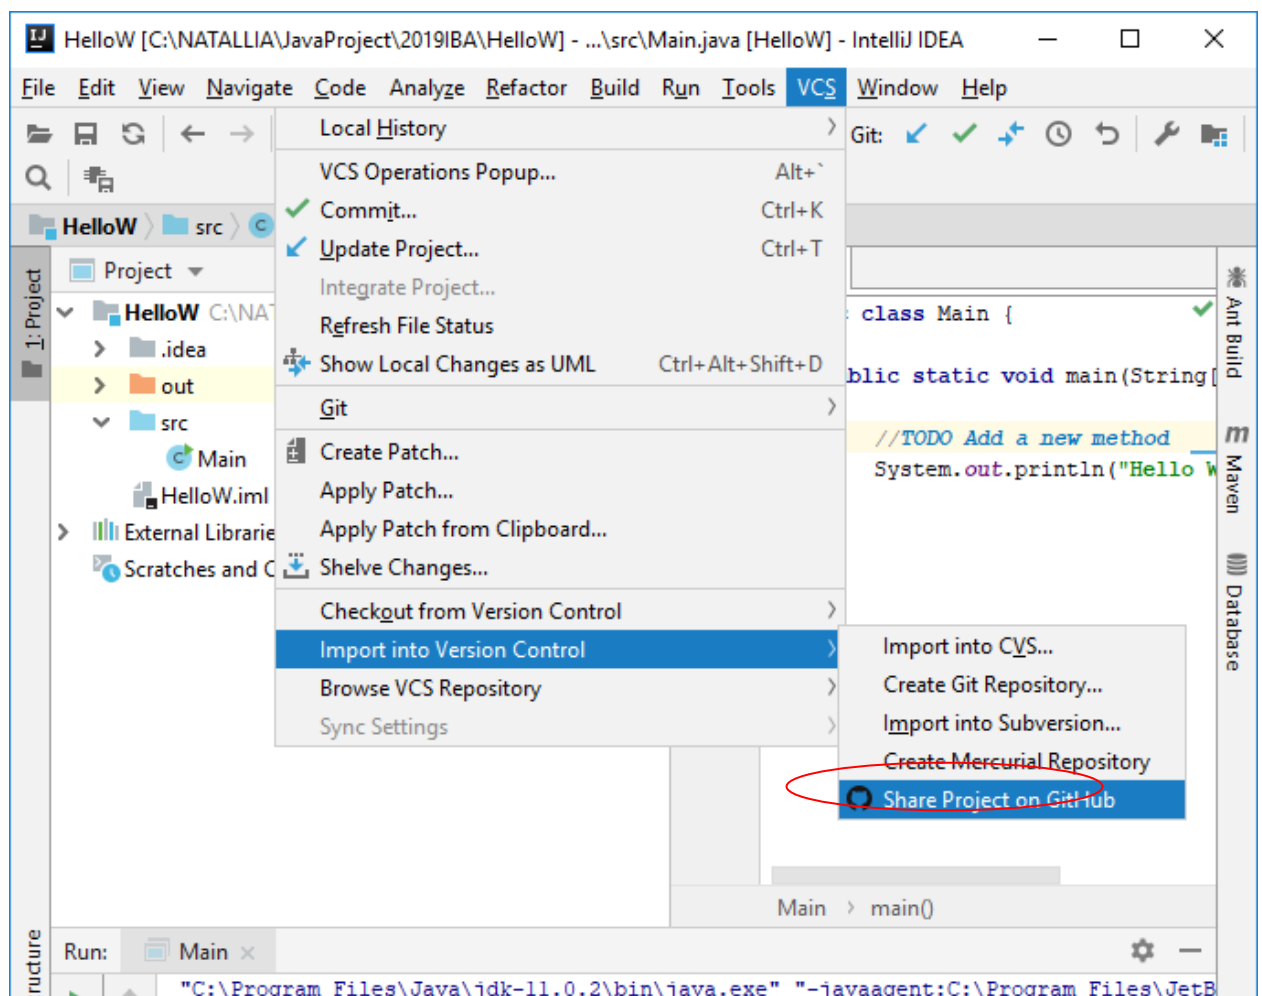 HelloW [C:\NATALLIA\JavaProject\2019IBA\HelloW] - ...\src\Main.java [HelloW] - IntelliJ IDEA
File Edit View Navigate Code Analyze Refactor Build Run Tools VCS Window Help
Git:
HelloW src
Project
HelloW C:\NAT
.idea
out
src
Main
HelloW.iml
External Librarie
Scratches and C
1: Project
ructure
Local History
VCS Operations Popup... Alt+`
Commit... Ctrl+K
Update Project... Ctrl+T
Integrate Project...
Refresh File Status
Show Local Changes as UML Ctrl+Alt+Shift+D
Git
Create Patch...
Apply Patch...
Apply Patch from Clipboard...
Shelve Changes...
Checkout from Version Control
Import into Version Control
Browse VCS Repository
Sync Settings
Import into CVS...
Create Git Repository...
Import into Subversion...
Create Mercurial Repository
Share Project on GitHub
class Main {
blic static void main(String[
//TODO Add a new method
System.out.println("Hello W
Ant Build
Maven
Database
Main > main()
Run: Main
"C:\Program Files\Java\jdk-11.0.2\bin\java.exe" "-javaagent:C:\Program Files\JetB